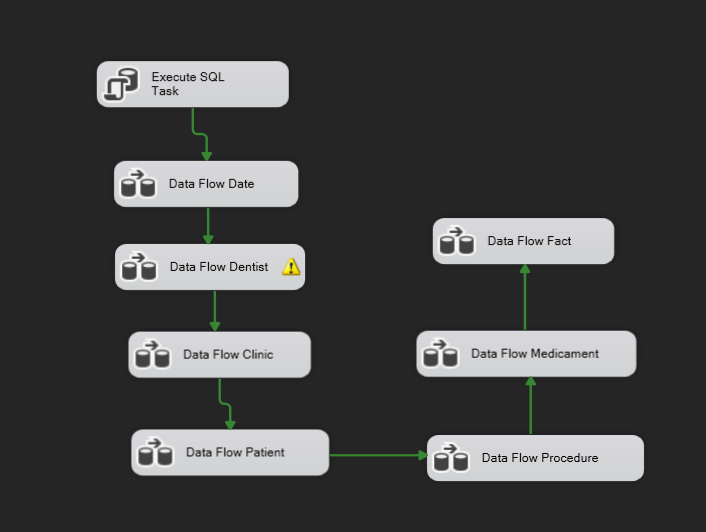 Execute SQL
Task
Data Flow Date
Data Flow Dentist
Data Flow Clinic
Data Flow Patient
Data Flow Procedure
Data Flow Medicament
Data Flow Fact